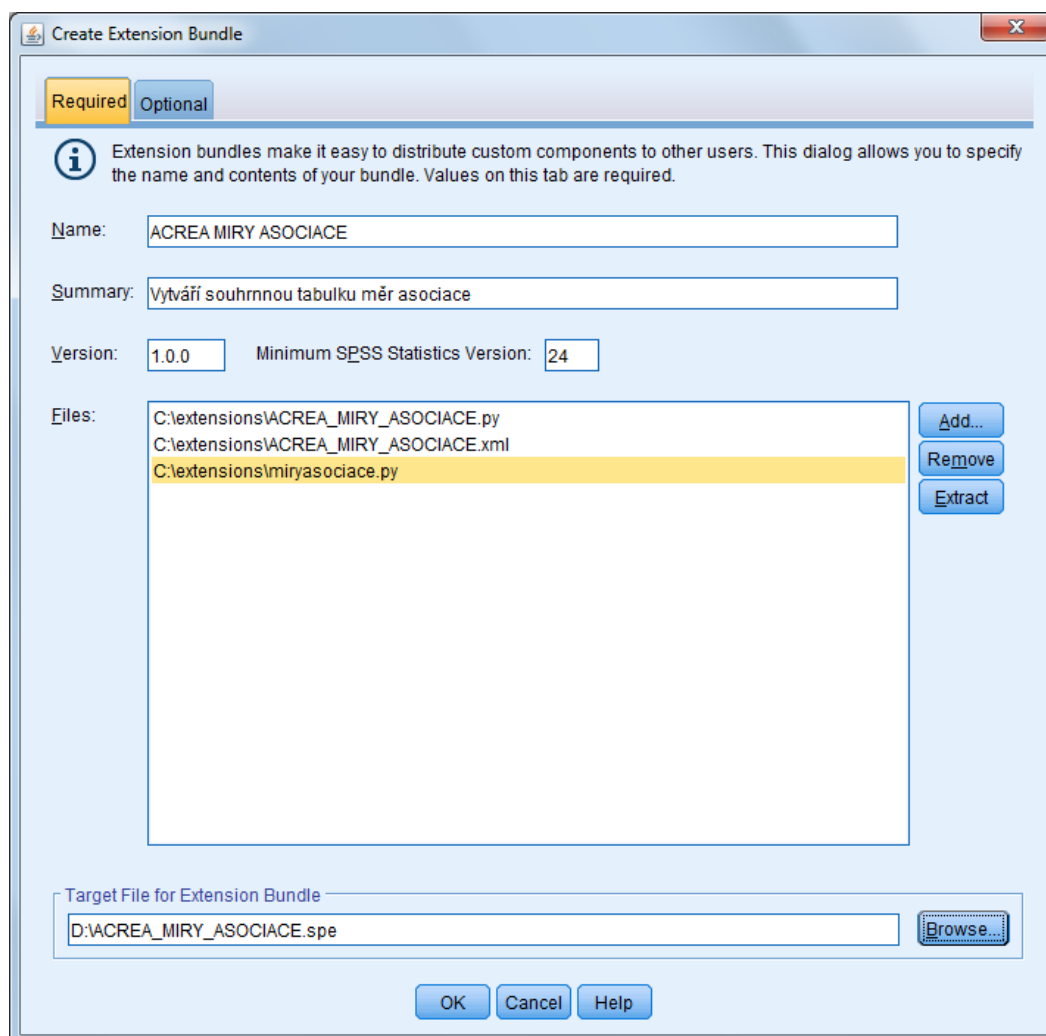 Create Extension Bundle
Required Optional
Extension bundles make it easy to distribute custom components to other users. This dialog allows you to specify
the name and contents of your bundle. Values on this tab are required.
Name: ACREA MIRY ASOCIACE
Summary: Vytváří souhrnnou tabulku měr asociace
Version: 1.0.0 Minimum SPSS Statistics Version: 24
Files: C:\extensions\ACREA_MIRY_ASOCIACE.py Add...
C:\extensions\ACREA_MIRY_ASOCIACE.xml Remove
C:\extensions\miryasociace.py Extract
Target File for Extension Bundle
D:\ACREA_MIRY_ASOCIACE.spe Browse...
OK Cancel Help